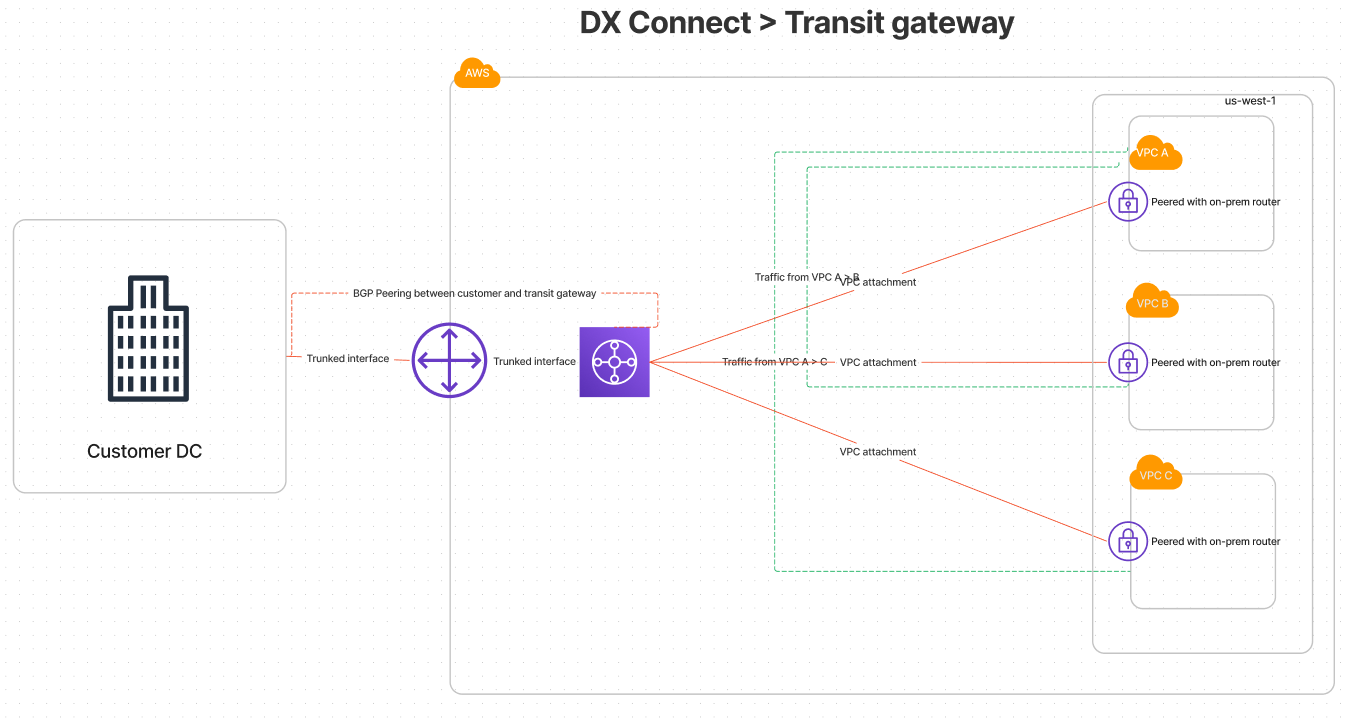 DX Connect > Transit gateway
AWS
us-west-1
VPC A
Peered with on-prem router
Traffic from VPC A > B
VPC attachment
BGP Peering between customer and transit gateway
VPC B
Trunked interface
Trunked interface
Traffic from VPC A > C
VPC attachment
Peered with on-prem router
Customer DC
VPC attachment
VPC C
Peered with on-prem router